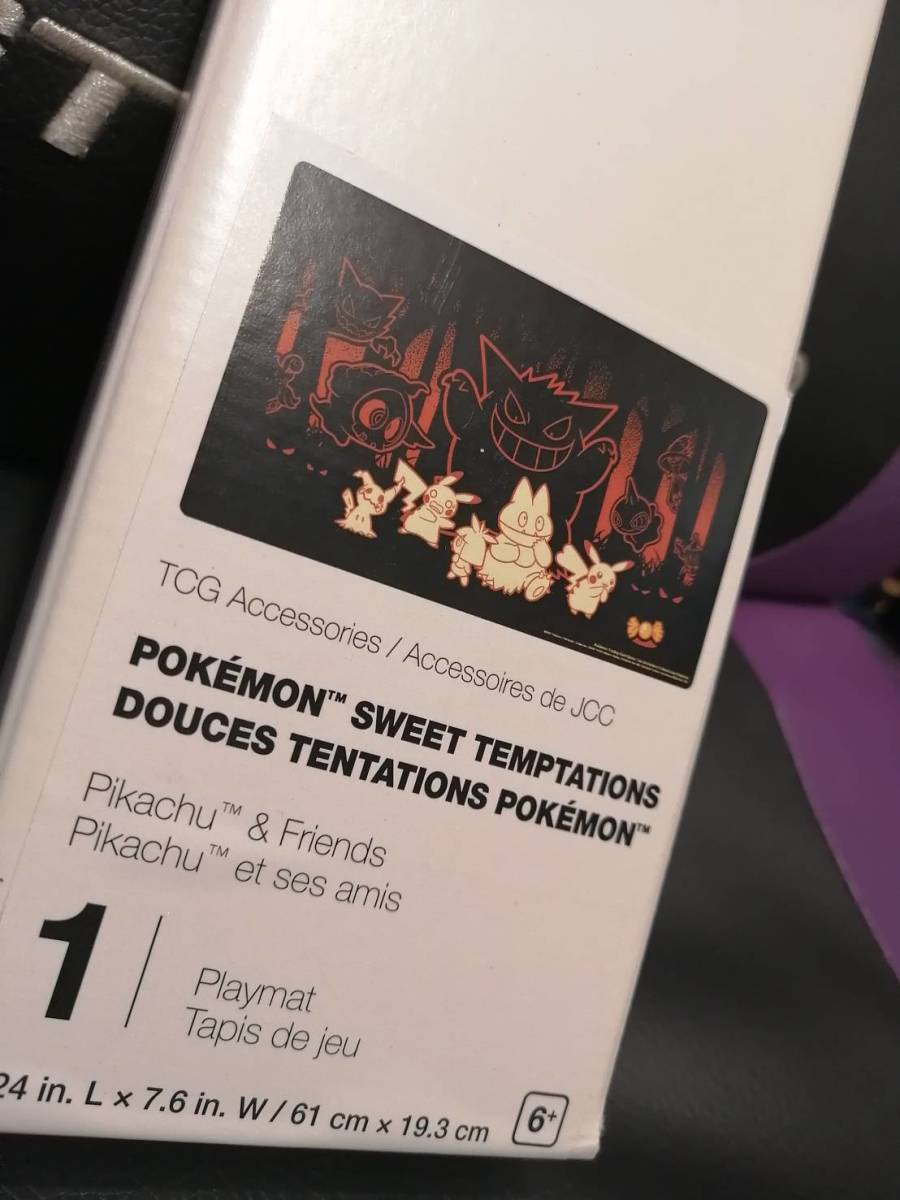 TCG Accessories / Accessoires de JCC
POKÉMON™ SWEET TEMPTATIONS
DOUCES TENTATIONS POKÉMON™
Pikachu™ & Friends
Pikachu™ et ses amis
1
Playmat
Tapis de jeu
24 in. L × 7.6 in. W / 61 cm × 19.3 cm
6+